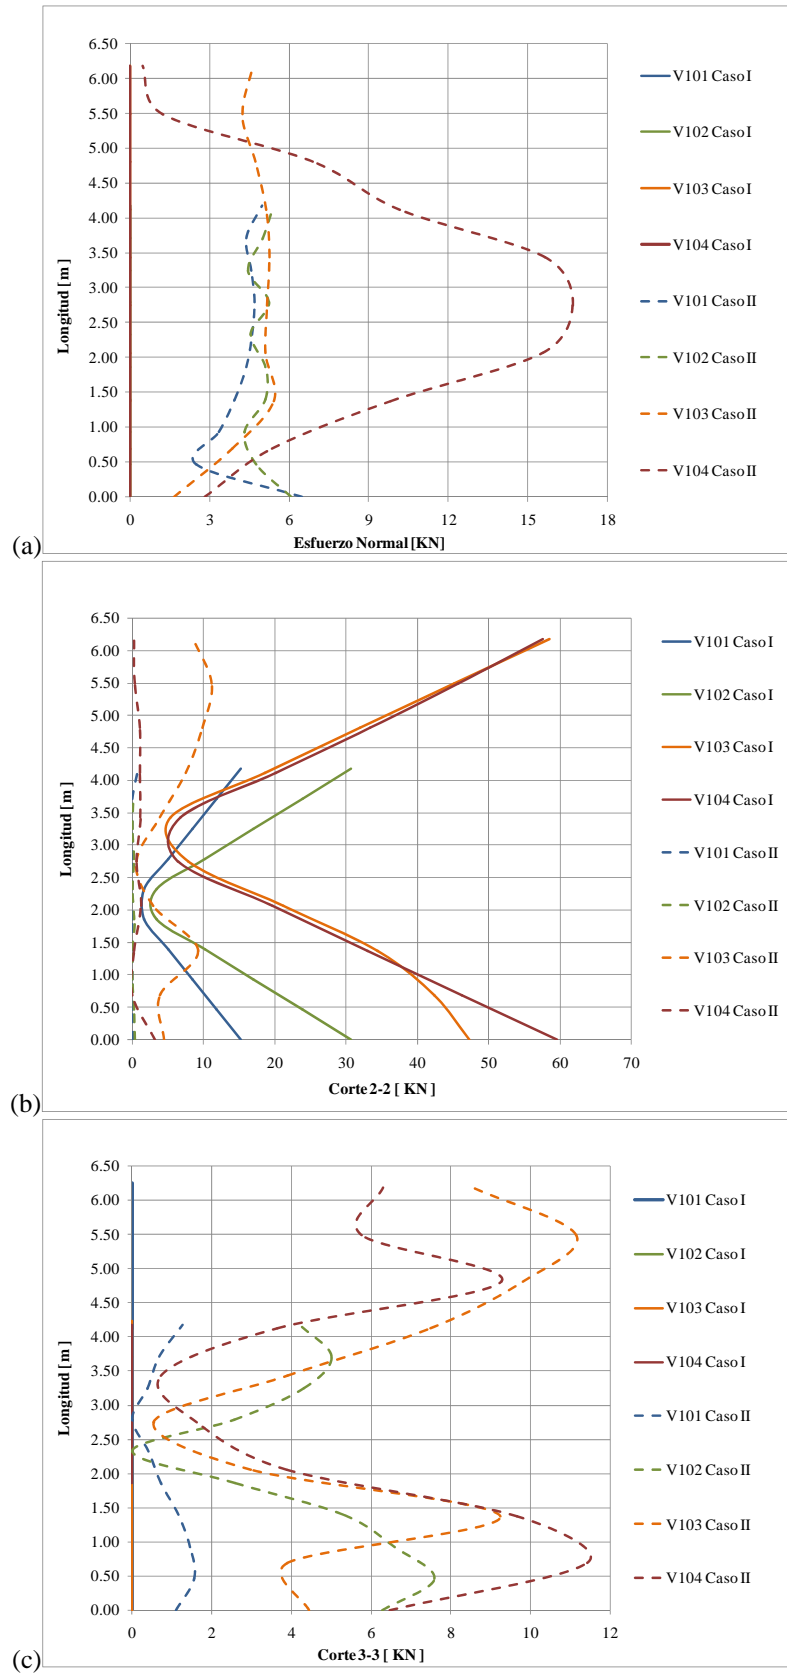 6.50
6.00
5.50
5.00
4.50
4.00
3.50
3.00
2.50
2.00
1.50
1.00
0.50
0.00
Longitud [ m ]
0 3 6 9 12 15 18
Esfuerzo Normal [KN]
V101 Caso I
V102 Caso I
V103 Caso I
V104 Caso I
V101 Caso II
V102 Caso II
V103 Caso II
V104 Caso II
(a)
6.50
6.00
5.50
5.00
4.50
4.00
3.50
3.00
2.50
2.00
1.50
1.00
0.50
0.00
Longitud [ m ]
0 10 20 30 40 50 60 70
Corte 2-2 [ KN ]
V101 Caso I
V102 Caso I
V103 Caso I
V104 Caso I
V101 Caso II
V102 Caso II
V103 Caso II
V104 Caso II
(b)
6.50
6.00
5.50
5.00
4.50
4.00
3.50
3.00
2.50
2.00
1.50
1.00
0.50
0.00
Longitud [ m ]
0 2 4 6 8 10 12
Corte 3-3 [ KN ]
V101 Caso I
V102 Caso I
V103 Caso I
V104 Caso I
V101 Caso II
V102 Caso II
V103 Caso II
V104 Caso II
(c)